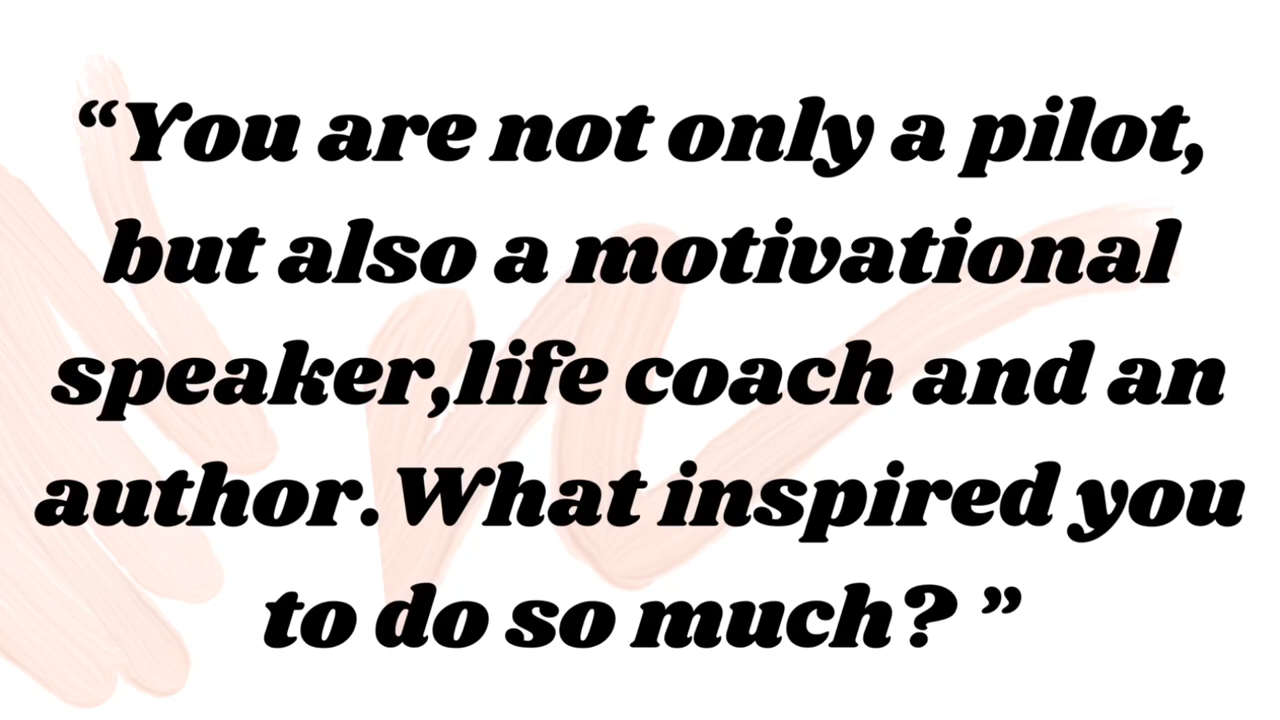 “You are not only a pilot,
but also a motivational
speaker,life coach and an
author.What inspired you
to do so much? ”